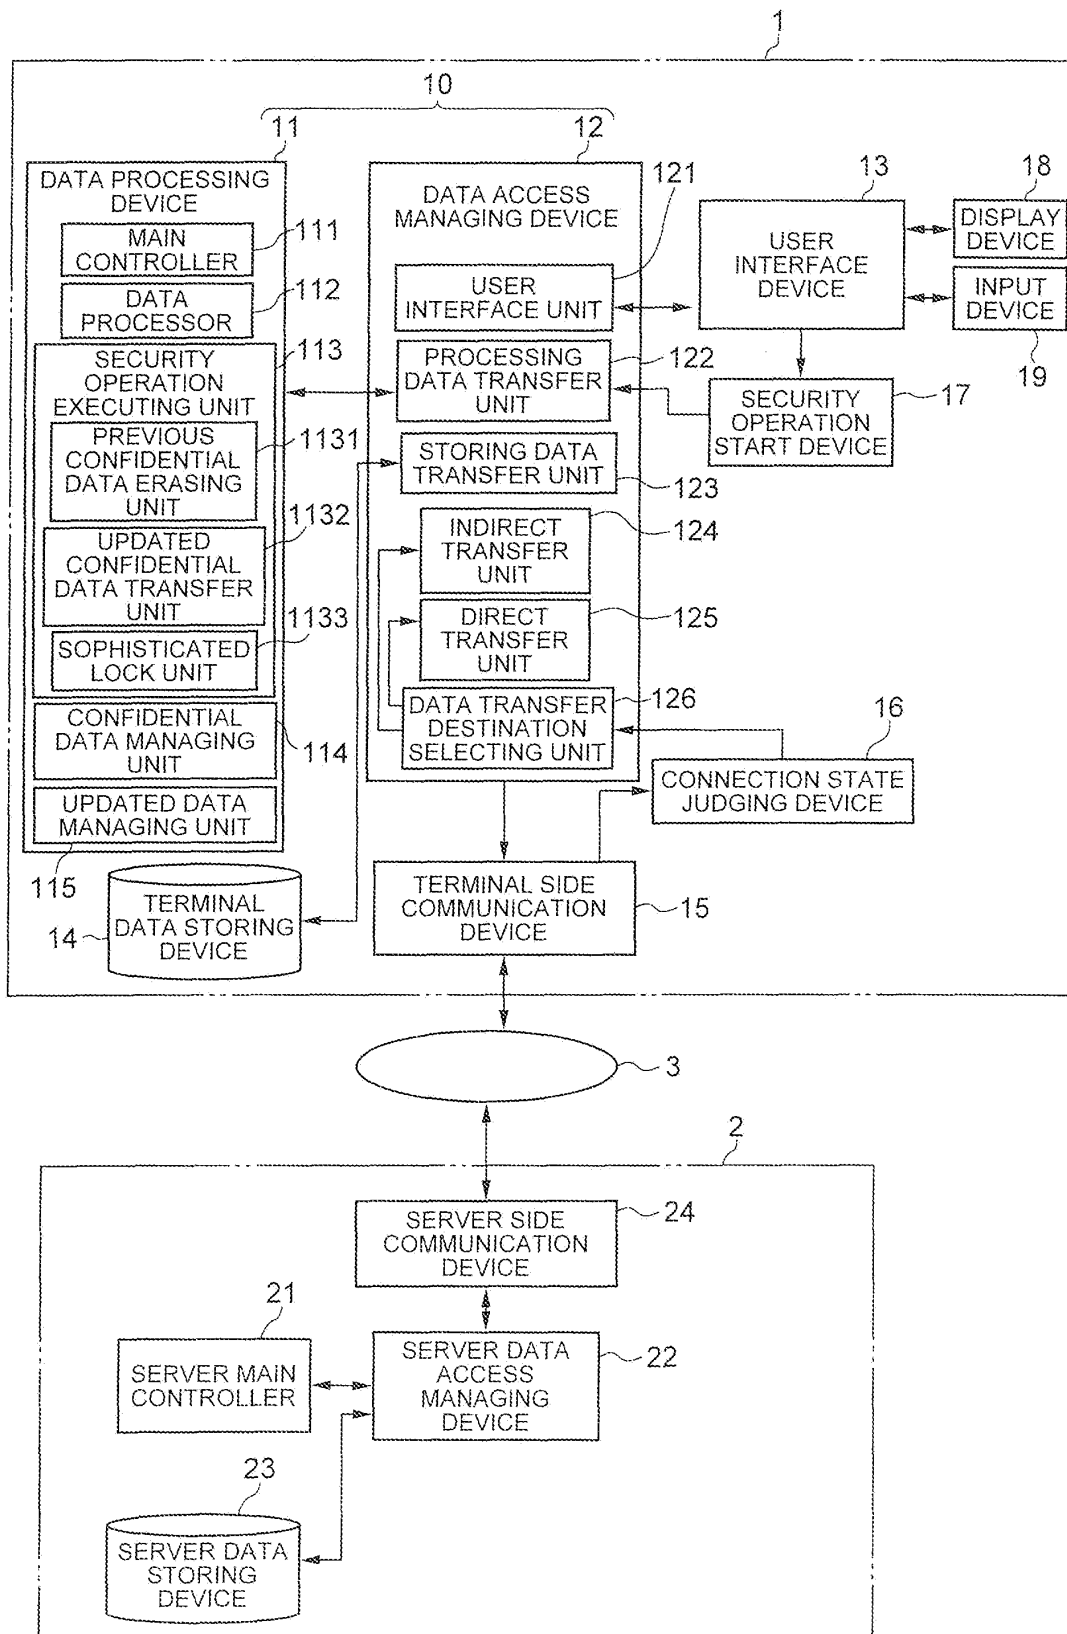 1
10
11
DATA PROCESSING
DEVICE
MAIN
CONTROLLER
111
DATA
PROCESSOR
112
SECURITY
OPERATION
EXECUTING UNIT
113
PREVIOUS
CONFIDENTIAL
DATA ERASING
UNIT
1131
UPDATED
CONFIDENTIAL
DATA TRANSFER
UNIT
1132
SOPHISTICATED
LOCK UNIT
1133
CONFIDENTIAL
DATA MANAGING
UNIT
114
UPDATED DATA
MANAGING UNIT
115
TERMINAL
DATA STORING
DEVICE
14
12
DATA ACCESS
MANAGING DEVICE
USER
INTERFACE UNIT
121
PROCESSING
DATA TRANSFER
UNIT
122
STORING DATA
TRANSFER UNIT
123
INDIRECT
TRANSFER
UNIT
124
DIRECT
TRANSFER
UNIT
125
DATA TRANSFER
DESTINATION
SELECTING UNIT
126
13
USER
INTERFACE
DEVICE
18
DISPLAY
DEVICE
INPUT
DEVICE
19
SECURITY
OPERATION
START DEVICE
17
16
CONNECTION STATE
JUDGING DEVICE
TERMINAL SIDE
COMMUNICATION
DEVICE
15
3
2
SERVER SIDE
COMMUNICATION
DEVICE
24
21
SERVER MAIN
CONTROLLER
SERVER DATA
ACCESS
MANAGING
DEVICE
22
23
SERVER DATA
STORING
DEVICE